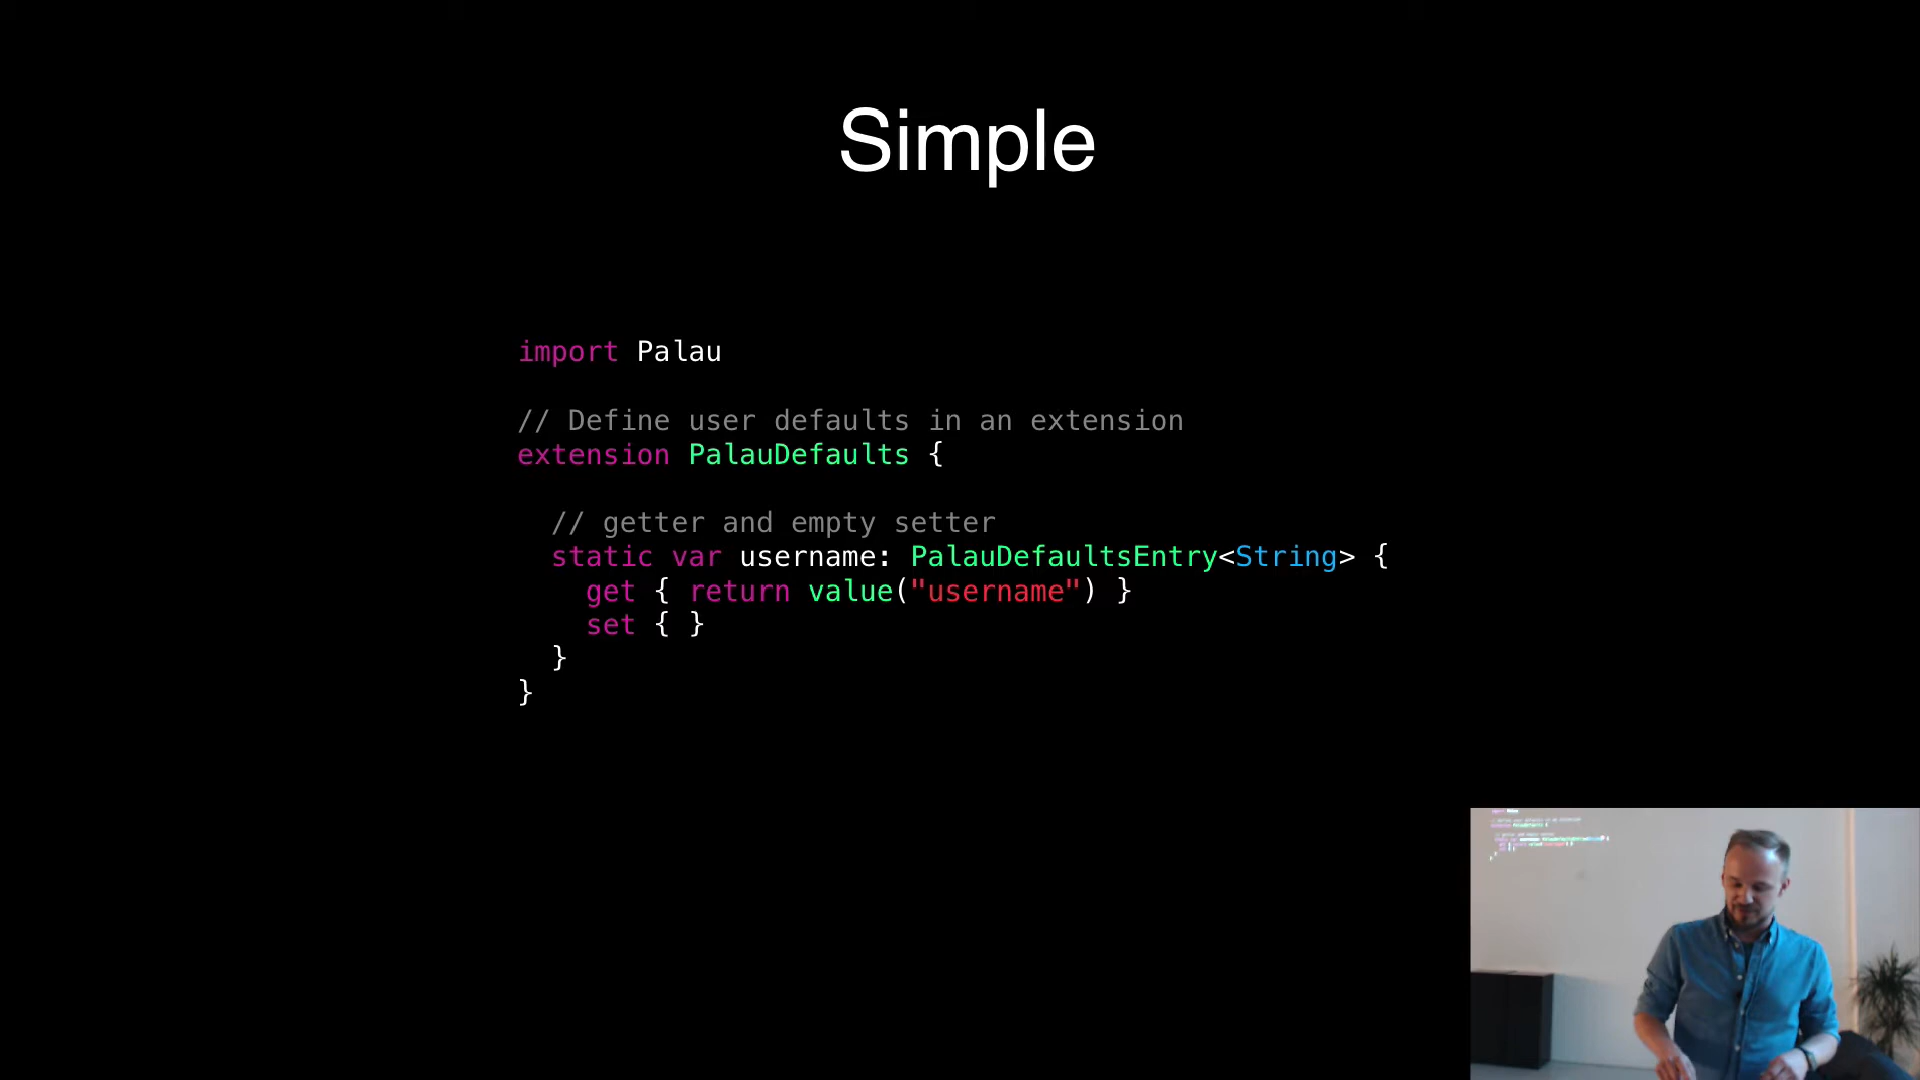 Simple
import Palau
// Define user defaults in an extension
extension PalauDefaults {
// getter and empty setter
static var username: PalauDefaultsEntry<String> {
get { return value("username") }
set { }
}
}